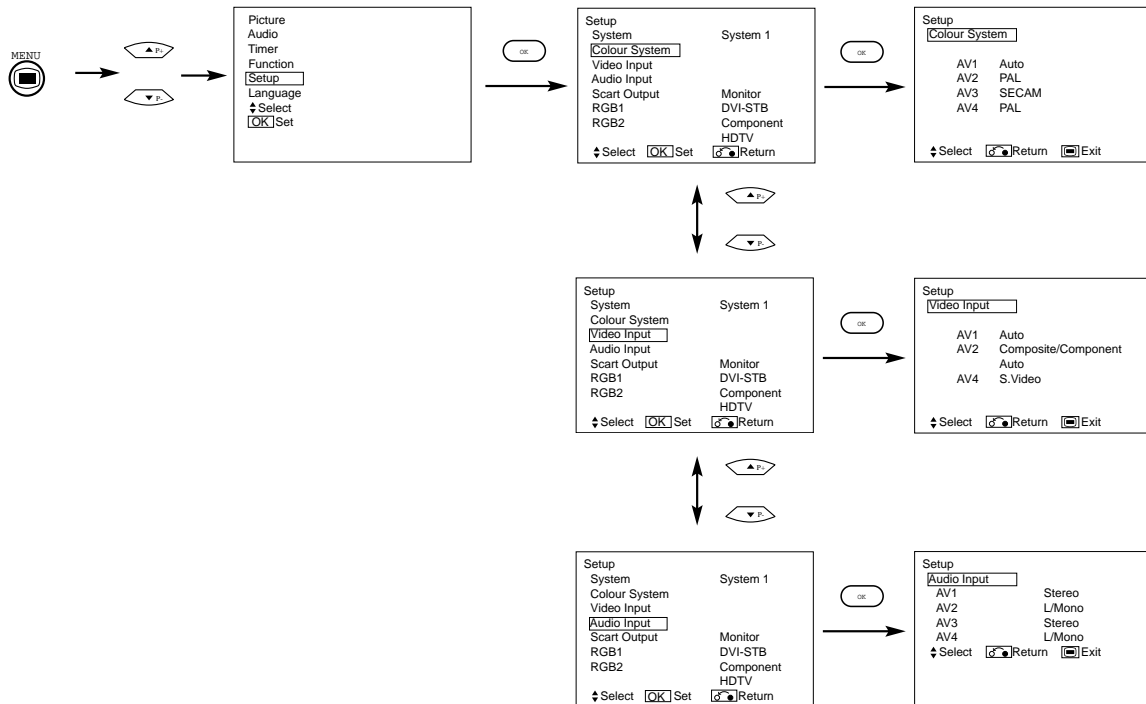 MENU
P+
P-
Picture
Audio
Timer
Function
Setup
Language
Select
OK Set
OK
Setup
System System 1
Colour System
Video Input
Audio Input
Scart Output Monitor
RGB1 DVI-STB
RGB2 Component
HDTV
Select OK Set Return
OK
Setup
Colour System
AV1 Auto
AV2 PAL
AV3 SECAM
AV4 PAL
Select Return Exit
P+
P-
Setup
System System 1
Colour System
Video Input
Audio Input
Scart Output Monitor
RGB1 DVI-STB
RGB2 Component
HDTV
Select OK Set Return
OK
Setup
Video Input
AV1 Auto
AV2 Composite/Component
Auto
AV4 S.Video
Select Return Exit
P+
P-
Setup
System System 1
Colour System
Video Input
Audio Input
Scart Output Monitor
RGB1 DVI-STB
RGB2 Component
HDTV
Select OK Set Return
OK
Setup
Audio Input
AV1 Stereo
AV2 L/Mono
AV3 Stereo
AV4 L/Mono
Select Return Exit